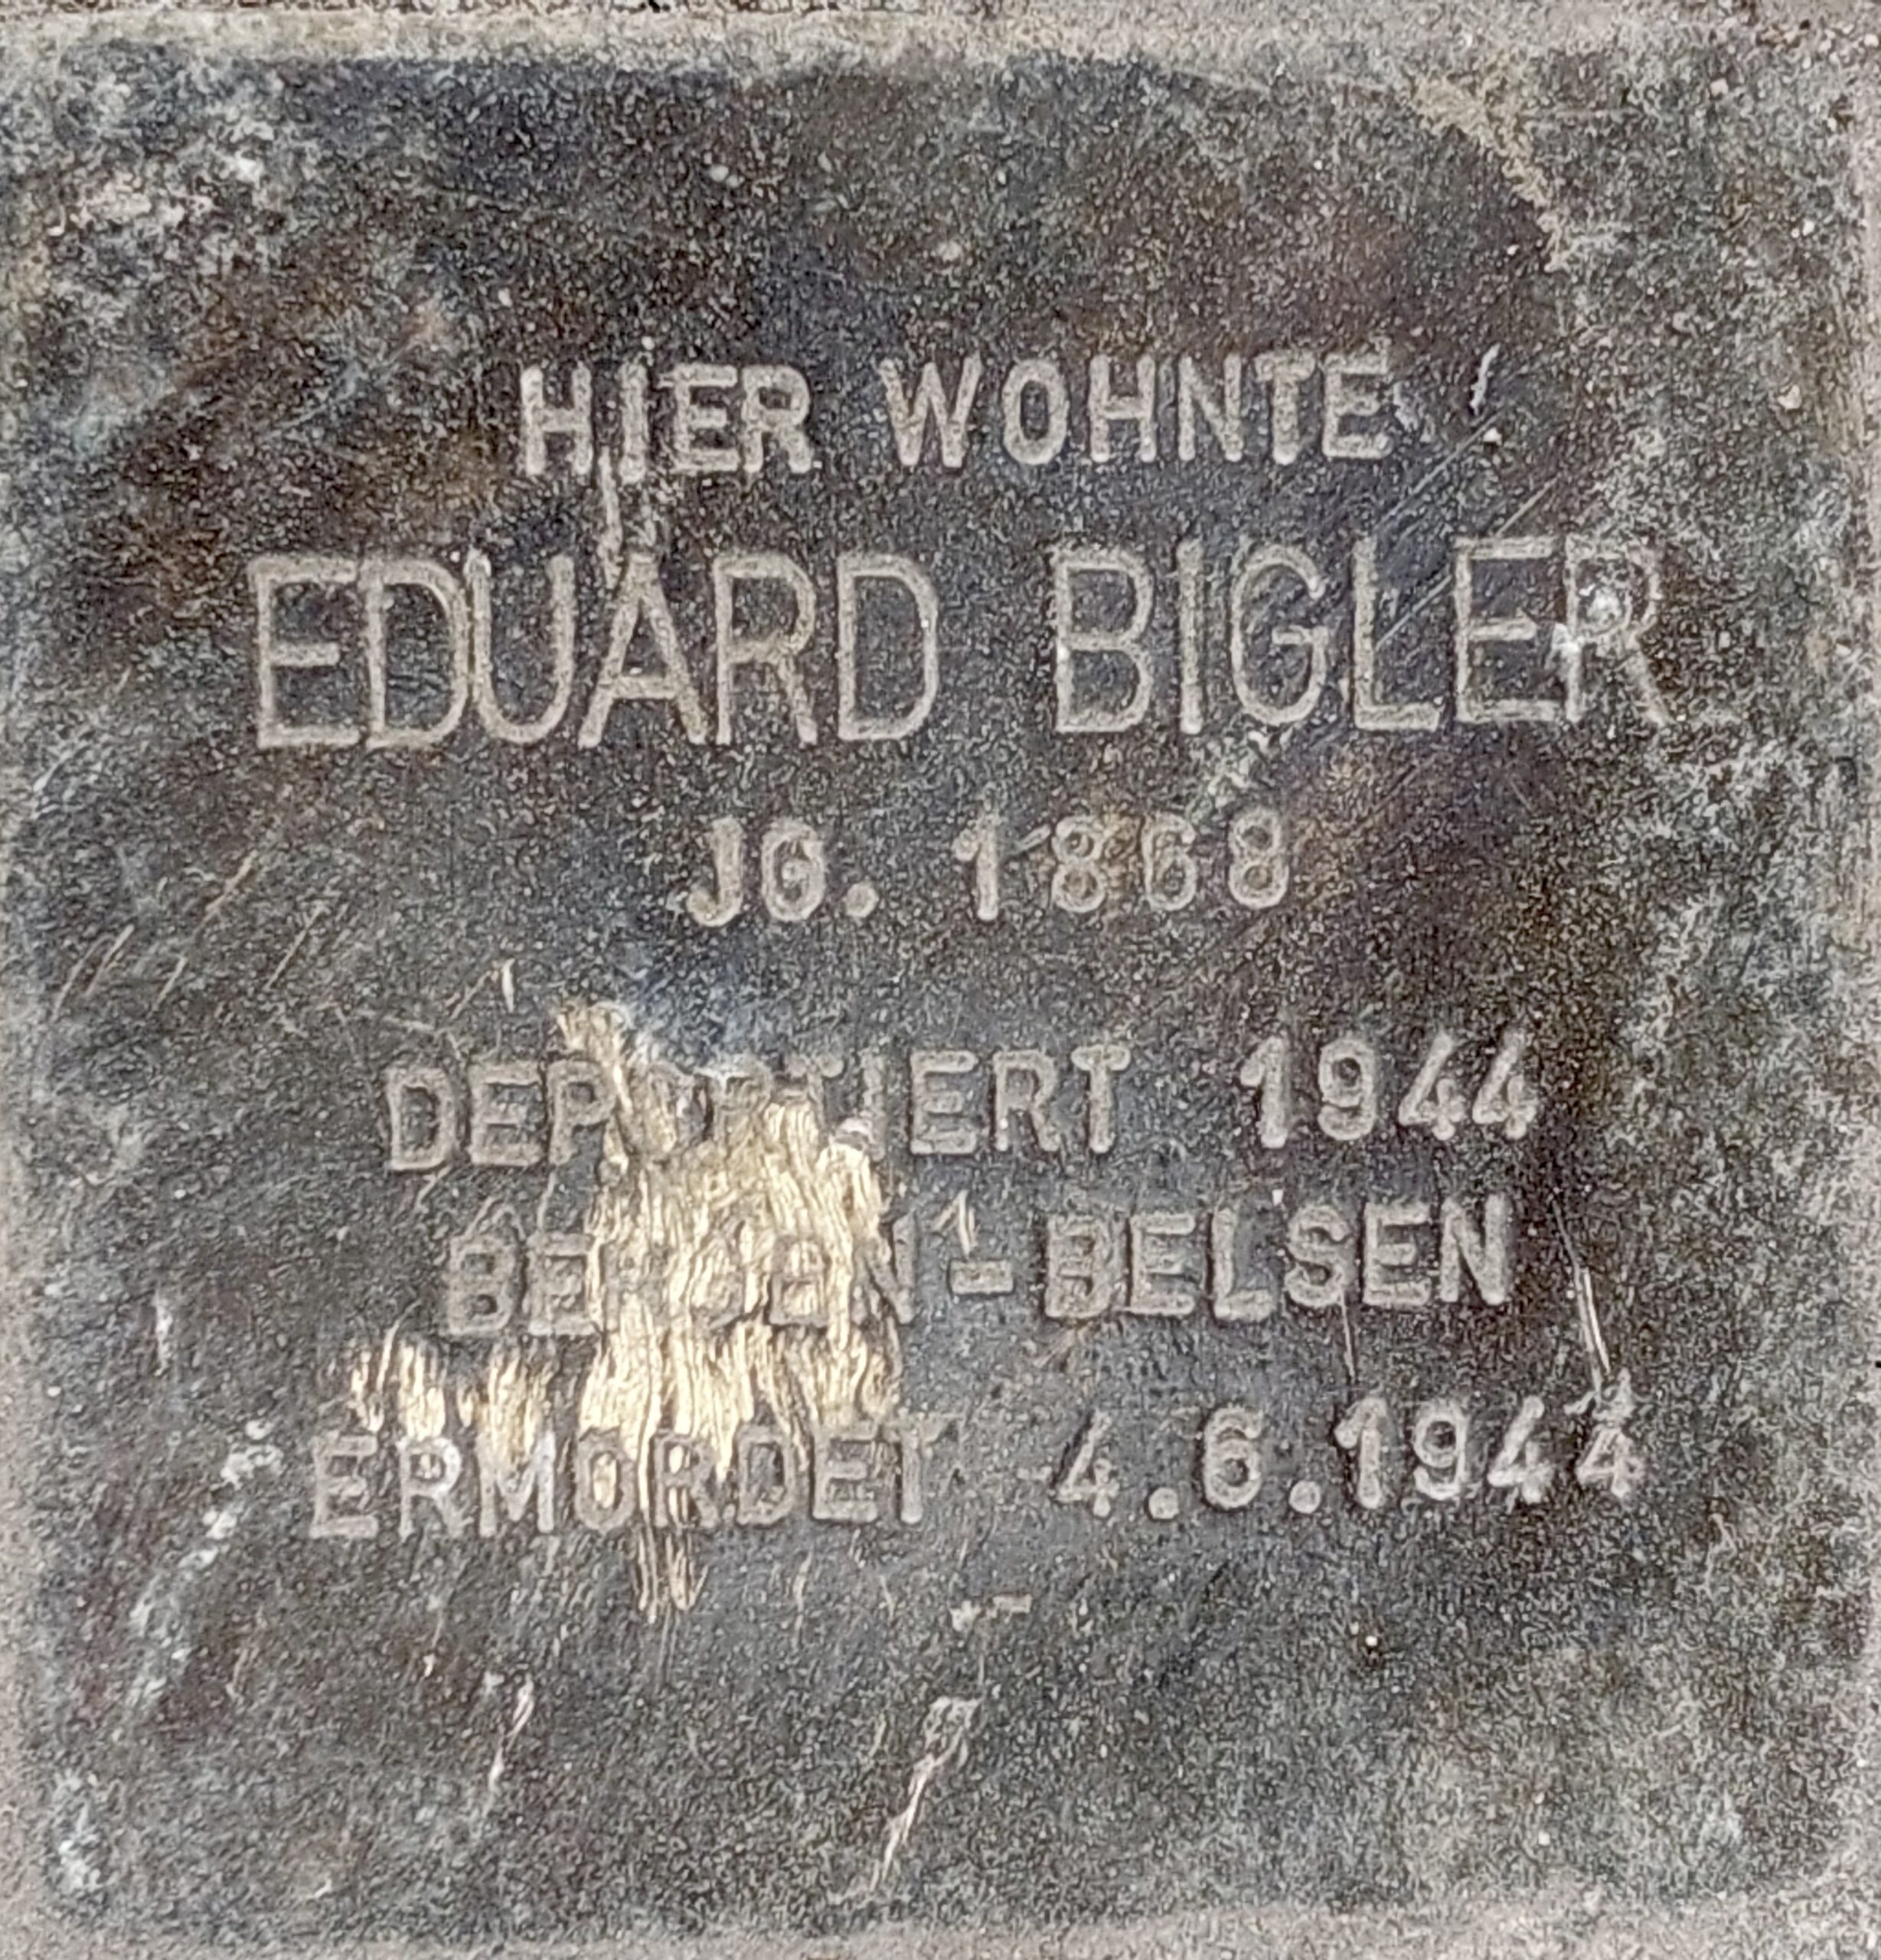 HIER WOHNTE
EDUARD BIGLER
JG. 1868
DEPORTIERT 1944
BERGEN-BELSEN
ERMORDET 4.6.1944